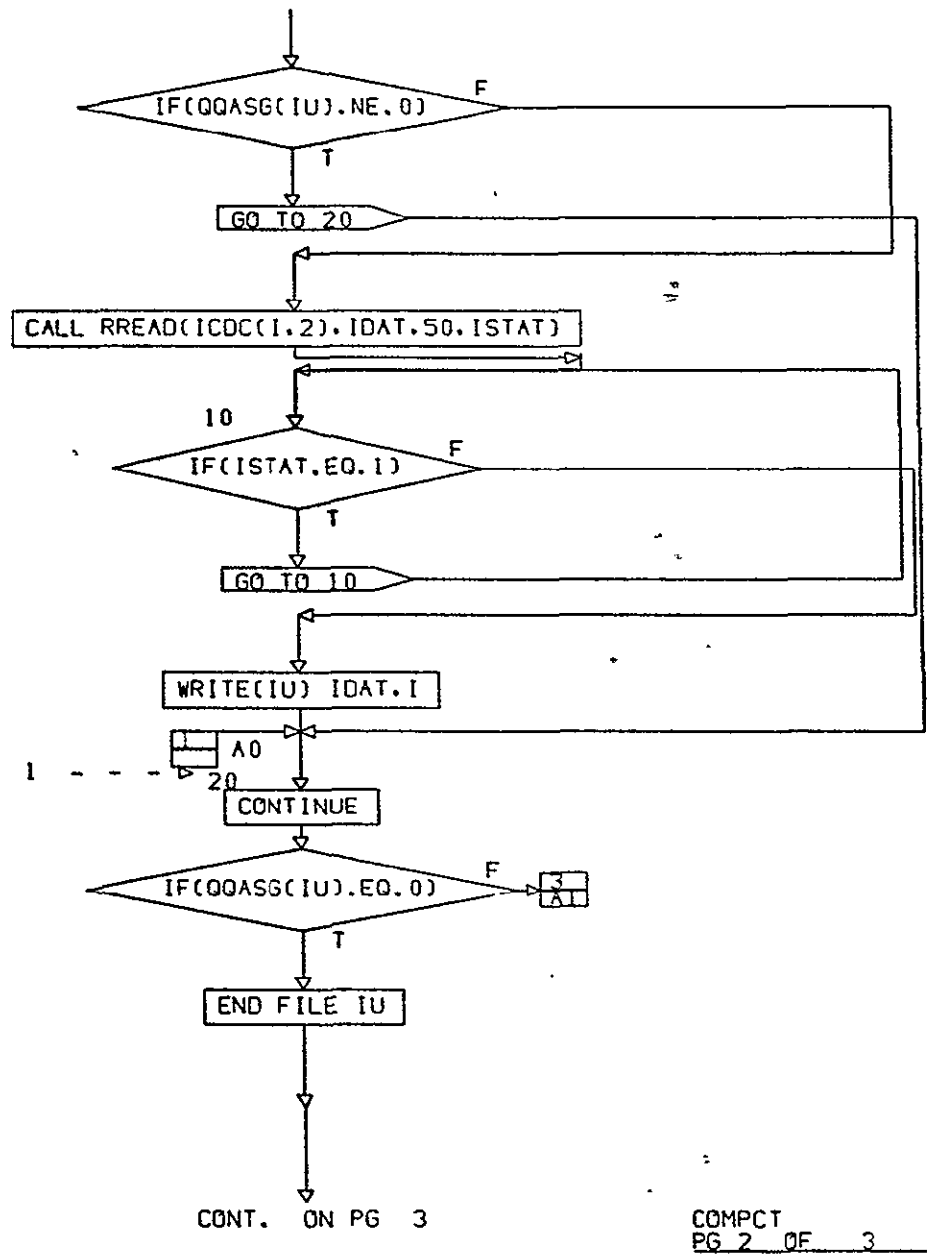 F
IF(QQASG(IU).NE.0)
T
GO TO 20
CALL RREAD(ICDC(I.2).IDAT.50.ISTAT)
10
F
IF(ISTAT.EQ.1)
T
GO TO 10
WRITE(IU) IDAT.I
A0
1 - - - 20
CONTINUE
F
IF(QQASG(IU).EQ.0)
3
A1
T
END FILE IU
CONT. ON PG 3
COMPCT
PG 2 OF 3